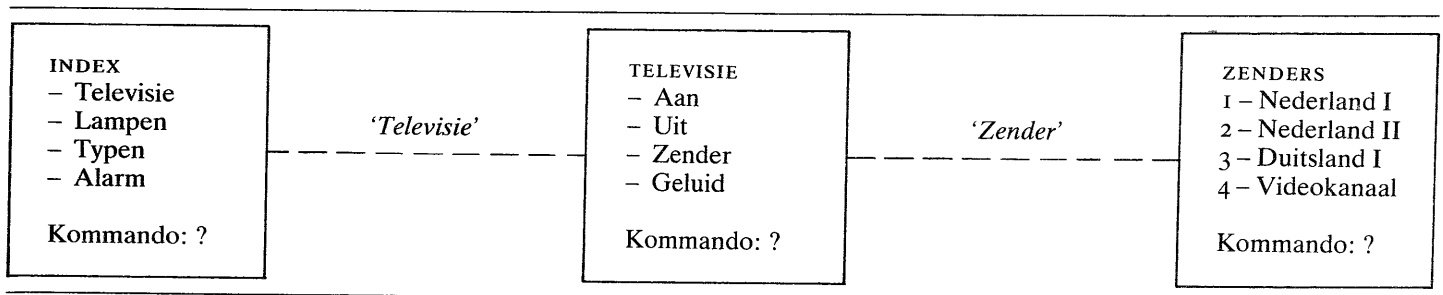 INDEX
– Televisie
– Lampen
– Typen
– Alarm
Kommando: ?
'Televisie'
TELEVISIE
– Aan
– Uit
– Zender
– Geluid
Kommando: ?
'Zender'
ZENDERS
1 – Nederland I
2 – Nederland II
3 – Duitsland I
4 – Videokanaal
Kommando: ?